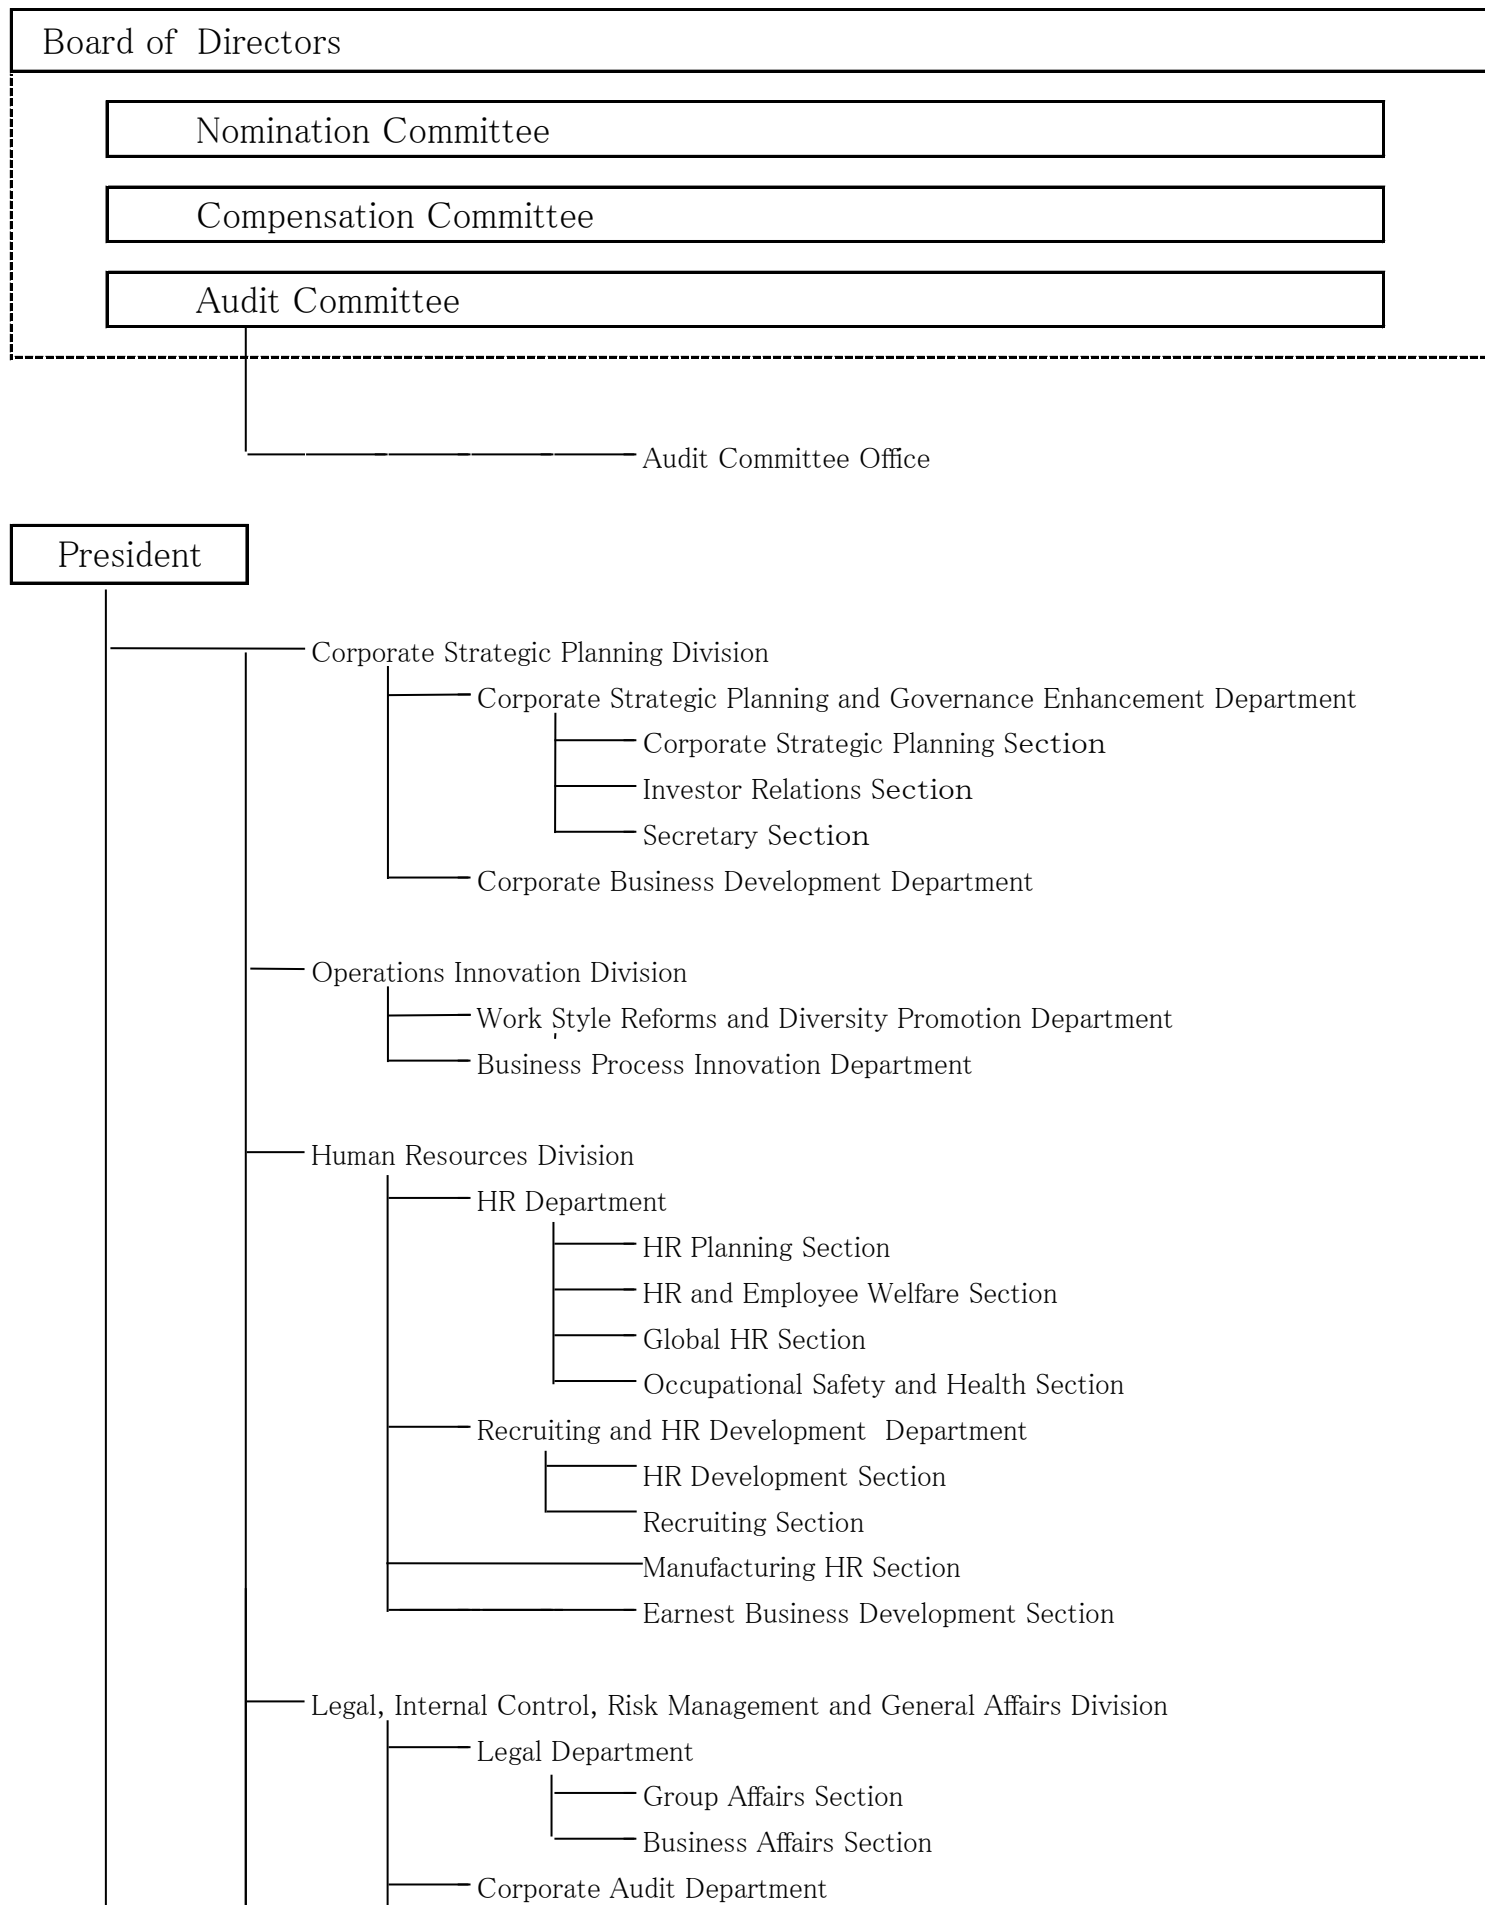 Board of Directors
Nomination Committee
Compensation Committee
Audit Committee
Audit Committee Office
President
Corporate Strategic Planning Division
Corporate Strategic Planning and Governance Enhancement Department
Corporate Strategic Planning Section
Investor Relations Section
Secretary Section
Corporate Business Development Department
Operations Innovation Division
Work Style Reforms and Diversity Promotion Department
Business Process Innovation Department
Human Resources Division
HR Department
HR Planning Section
HR and Employee Welfare Section
Global HR Section
Occupational Safety and Health Section
Recruiting and HR Development Department
HR Development Section
Recruiting Section
Manufacturing HR Section
Earnest Business Development Section
Legal, Internal Control, Risk Management and General Affairs Division
Legal Department
Group Affairs Section
Business Affairs Section
Corporate Audit Department